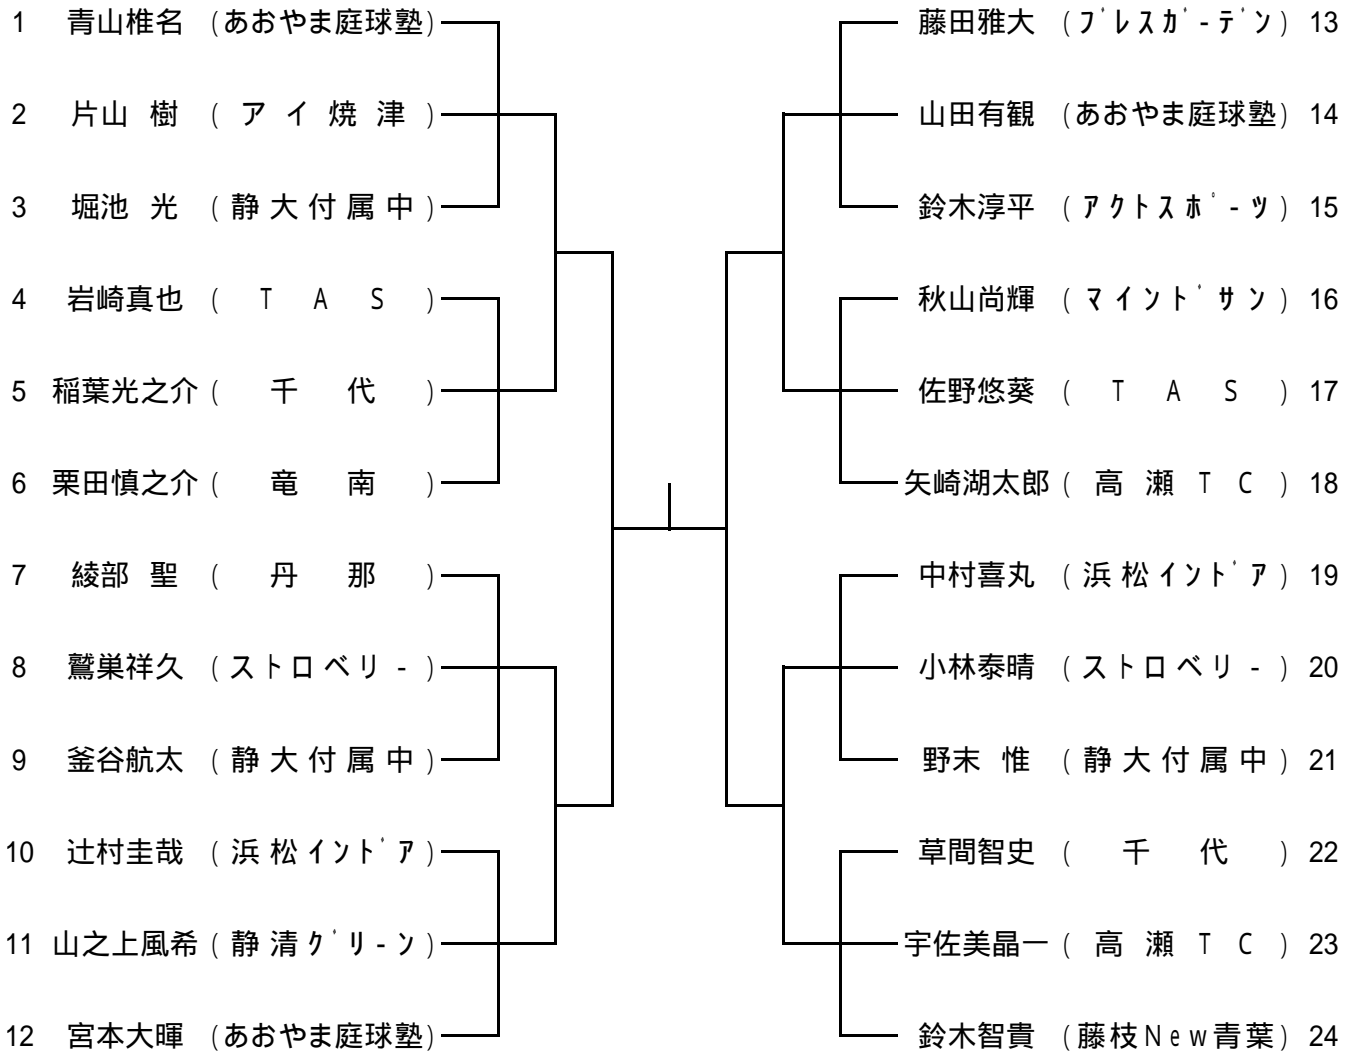 1 青山椎名 (あおやま庭球塾)
2 片山 樹 (アイ焼津)
3 堀池 光 (静大付属中)
4 岩崎真也 (TAS)
5 稲葉光之介 (千代)
6 栗田慎之介 (竜南)
7 綾部 聖 (丹那)
8 鷲巣祥久 (ストロベリ-)
9 釜谷航太 (静大付属中)
10 辻村圭哉 (浜松インドア)
11 山之上風希 (静清グリ-ン)
12 宮本大暉 (あおやま庭球塾)
藤田雅大 (ブレスガ-デン) 13
山田有観 (あおやま庭球塾) 14
鈴木淳平 (アクトスポ-ツ) 15
秋山尚輝 (マインドサン) 16
佐野悠葵 (TAS) 17
矢崎湖太郎 (高瀬TC) 18
中村喜丸 (浜松インドア) 19
小林泰晴 (ストロベリ-) 20
野末 惟 (静大付属中) 21
草間智史 (千代) 22
宇佐美晶一 (高瀬TC) 23
鈴木智貴 (藤枝New青葉) 24